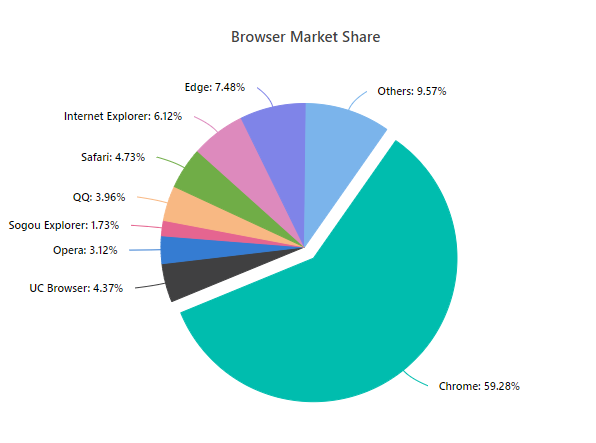 Browser Market Share
Edge: 7.48%
Others: 9.57%
Internet Explorer: 6.12%
Safari: 4.73%
QQ: 3.96%
Sogou Explorer: 1.73%
Opera: 3.12%
UC Browser: 4.37%
Chrome: 59.28%